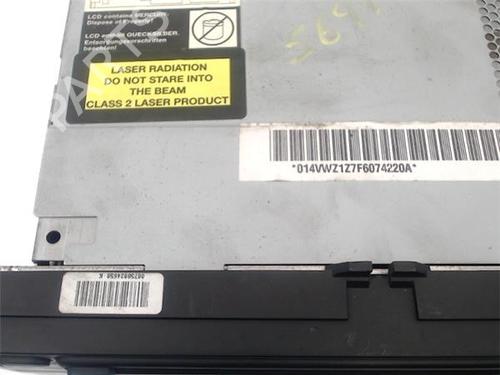 LCD contains MERCURY.
Dispose of Properly!
LCD enthält QUECKSILBER.
Entsorgungsvorschriften
beachten!
LASER RADIATION
DO NOT STARE INTO
THE BEAM
CLASS 2 LASER PRODUCT
*014VWZ1Z7F6074220A*